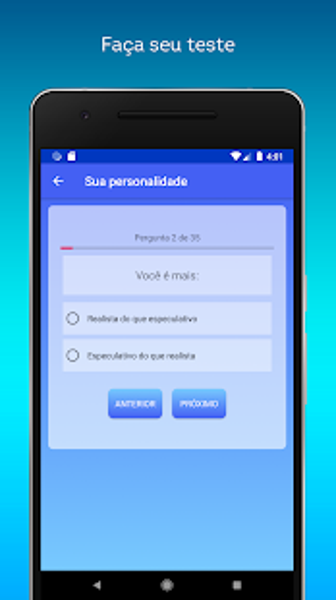 Faça seu teste
4:01
Sua personalidade
Pergunta 2 de 35
Você é mais:
Realista do que especulativo
Especulativo do que realista
ANTERIOR PRÓXIMO